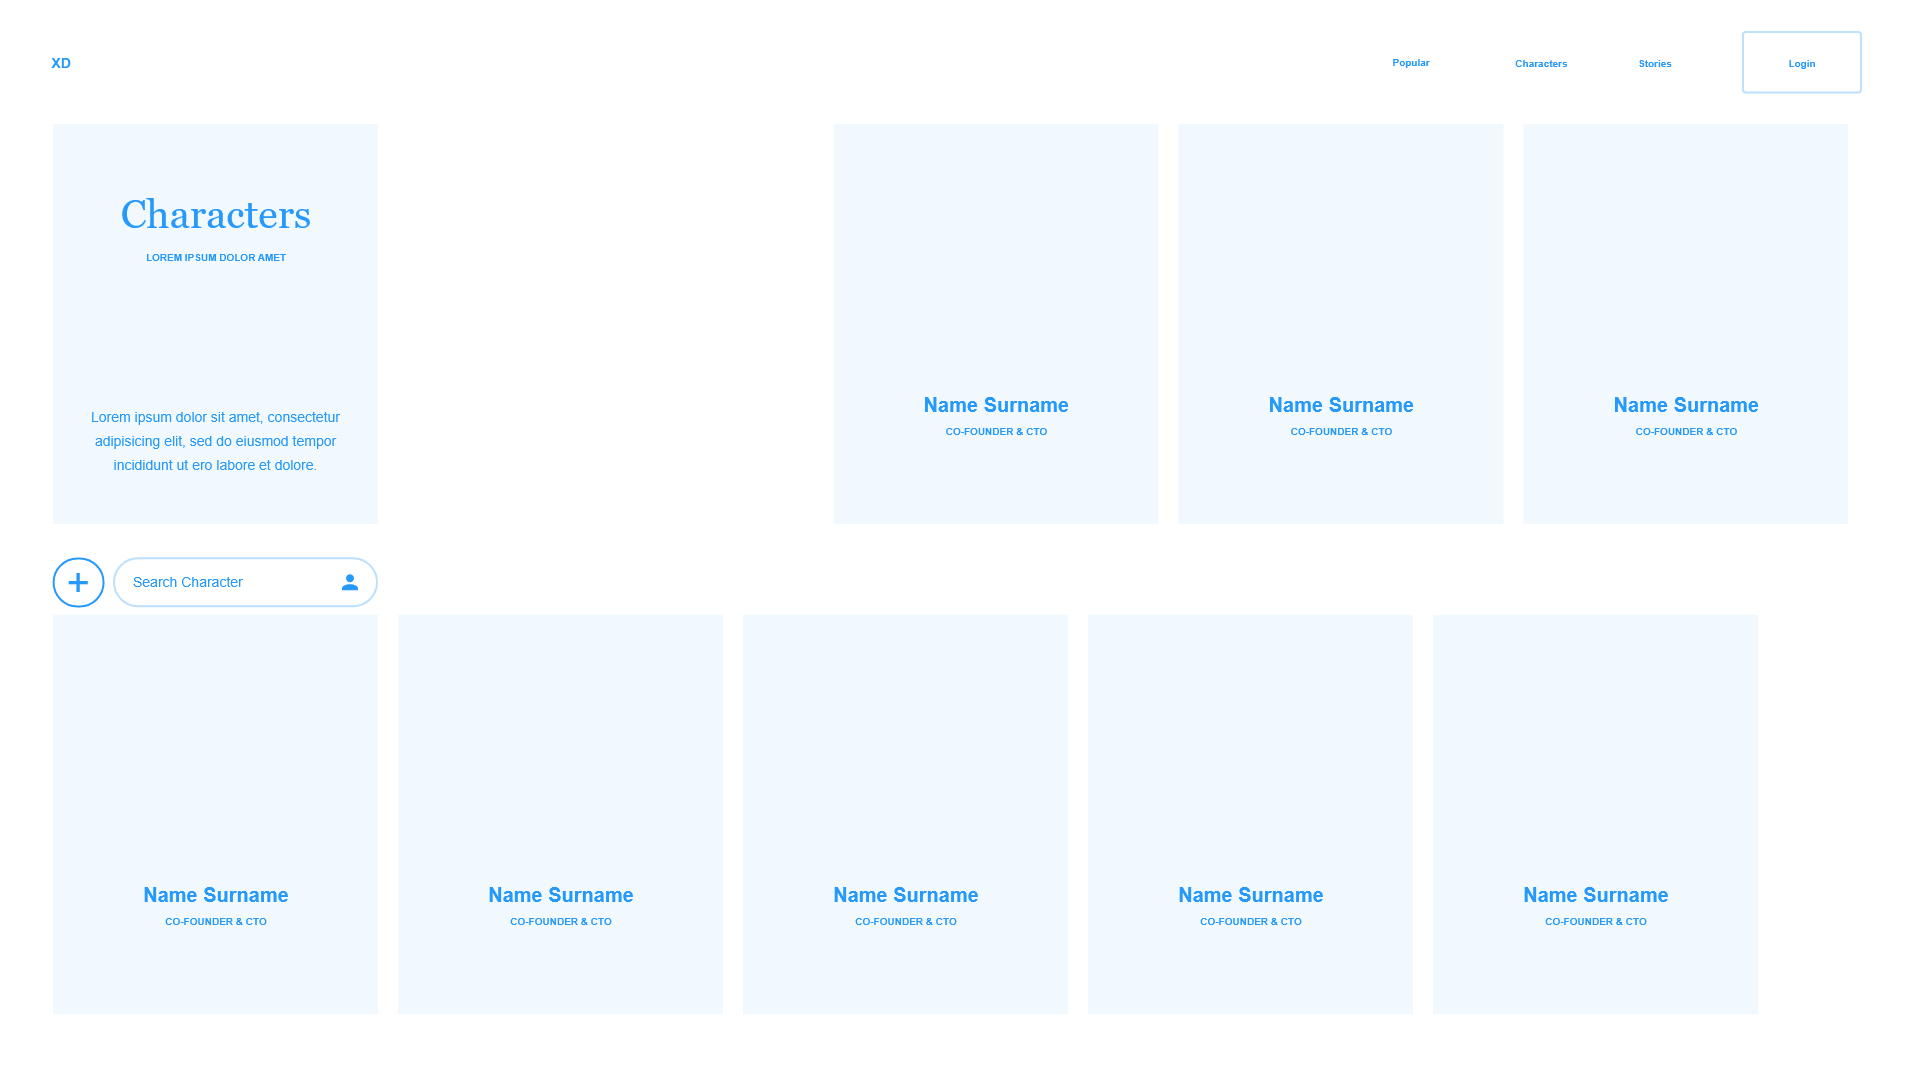 XD
Popular
Characters
Stories
Login
Characters
LOREM IPSUM DOLOR AMET
Lorem ipsum dolor sit amet, consectetur
adipisicing elit, sed do eiusmod tempor
incididunt ut ero labore et dolore.
Name Surname
CO-FOUNDER & CTO
Name Surname
CO-FOUNDER & CTO
Name Surname
CO-FOUNDER & CTO
Search Character
Name Surname
CO-FOUNDER & CTO
Name Surname
CO-FOUNDER & CTO
Name Surname
CO-FOUNDER & CTO
Name Surname
CO-FOUNDER & CTO
Name Surname
CO-FOUNDER & CTO